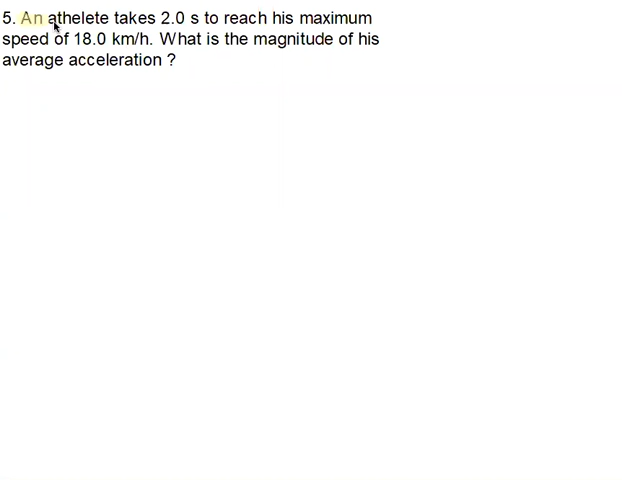 5. An athelete takes 2.0 s to reach his maximum
speed of 18.0 km/h. What is the magnitude of his
average acceleration ?